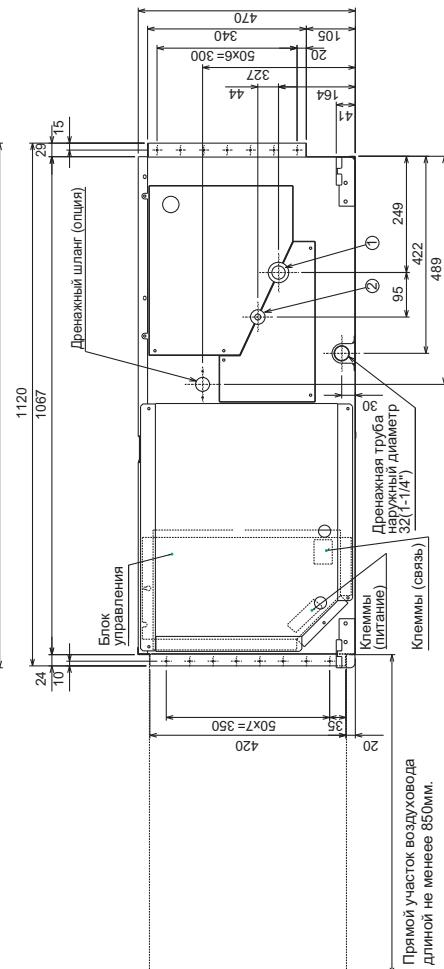 1120
1067
29
15
24
10
470
340
105
50x6=300
20
327
44
164
41
249
422
489
95
30
Дренажный шланг (опция)
①
②
Дренажная труба
наружный диаметр
32(1-1/4")
Блок
управления
Клеммы
(питание)
Клеммы (связь)
50x7=350
420
35
20
Прямой участок воздуховода
длиной не менеее 850мм.